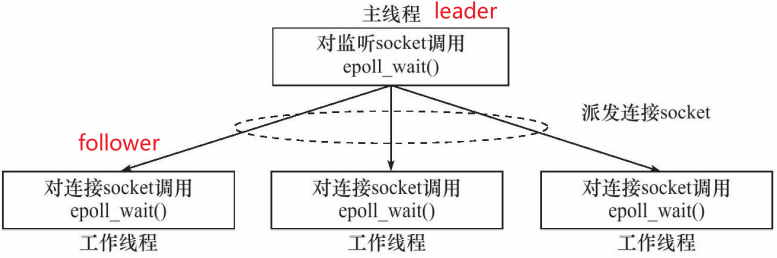 主线程 leader
对监听socket调用
epoll_wait()
派发连接socket
follower
对连接socket调用
epoll_wait()
对连接socket调用
epoll_wait()
对连接socket调用
epoll_wait()
工作线程
工作线程
工作线程